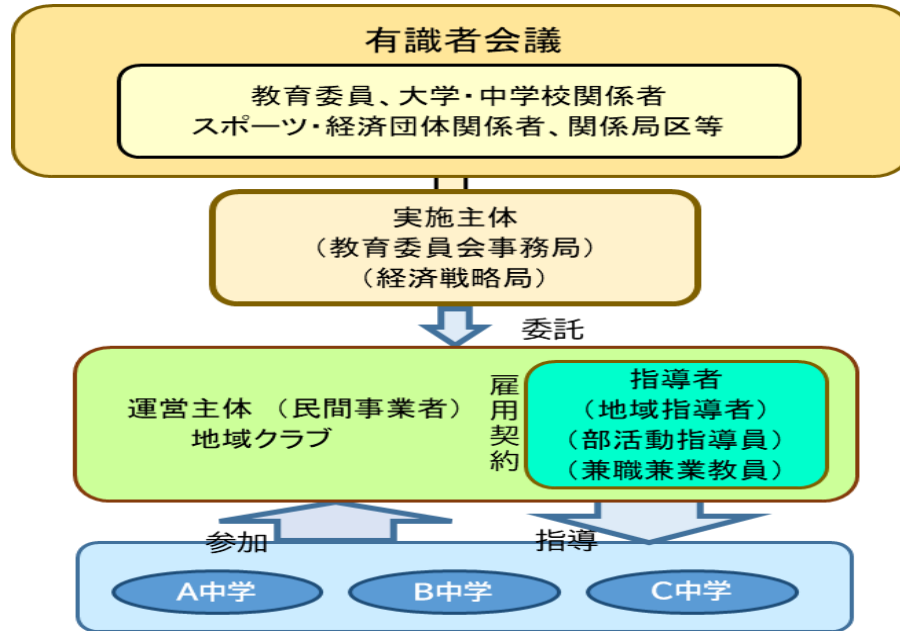 有識者会議
教育委員、大学・中学校関係者
スポーツ・経済団体関係者、関係局区等
実施主体
（教育委員会事務局）
（経済戦略局）
委託
運営主体 （民間事業者）
地域クラブ
雇用契約
指導者
（地域指導者）
（部活動指導員）
（兼職兼業教員）
参加
指導
A中学
B中学
C中学